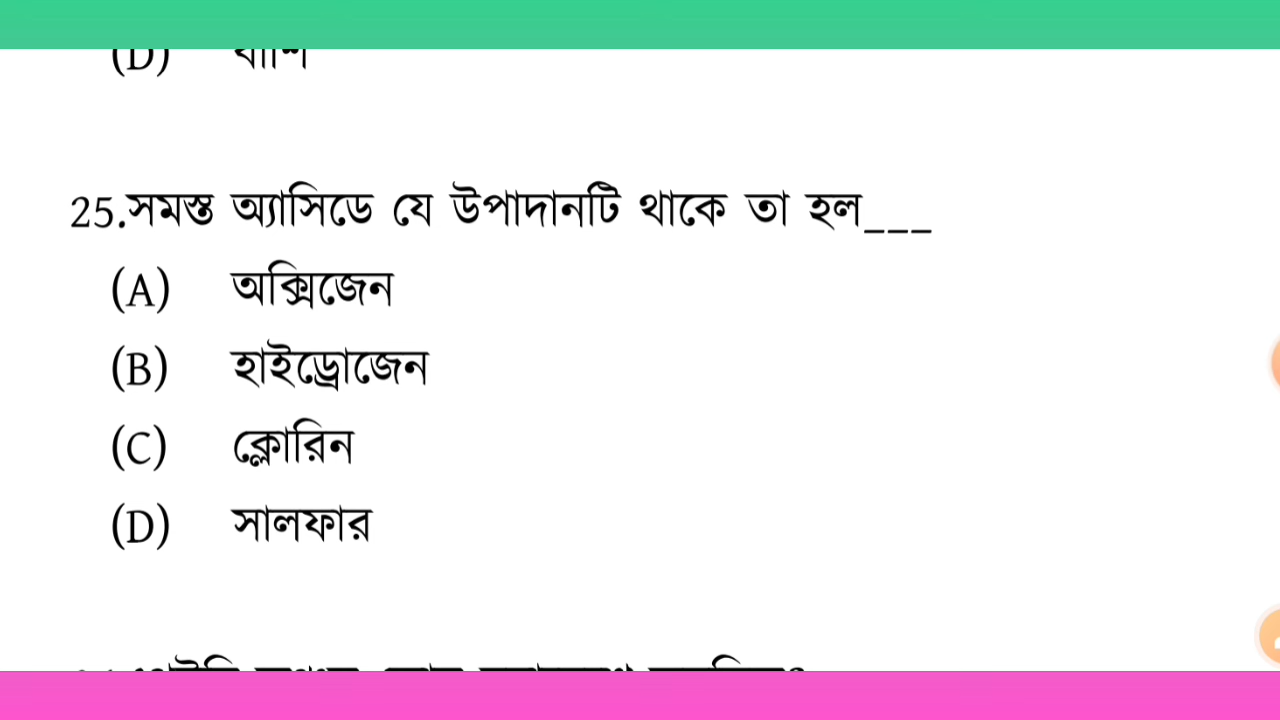 (D) বাঁশি
25.সমস্ত অ্যাসিডে যে উপাদানটি থাকে তা হল___
(A) অক্সিজেন
(B) হাইড্রোজেন
(C) ক্লোরিন
(D) সালফার